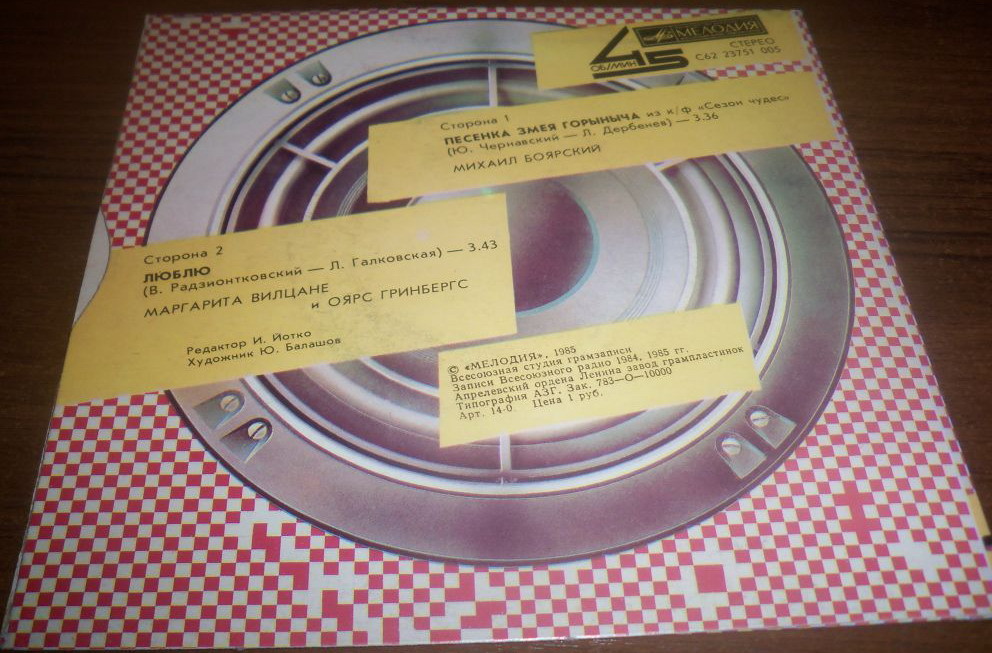 МЕЛОДИЯ
45
ОБ/МИН
СТЕРЕО
С62 23751 005
Сторона 1
ПЕСЕНКА ЗМЕЯ ГОРЫНЫЧА из к/ф «Сезон чудес»
(Ю. Чернавский — Л. Дербенев) — 3.36
МИХАИЛ БОЯРСКИЙ
Сторона 2
ЛЮБЛЮ
(В. Радзионтковский — Л. Галковская) — 3.43
МАРГАРИТА ВИЛЦАНЕ
и ОЯРС ГРИНБЕРГС
Редактор И. Йотко
Художник Ю. Балашов
© «МЕЛОДИЯ», 1985
Всесоюзная студия грамзаписи
Записи Всесоюзного радио 1984, 1985 гг.
Апрелевский ордена Ленина завод грампластинок
Типография АЗГ, Зак. 783—О—10000
Арт. 14-0. Цена 1 руб.